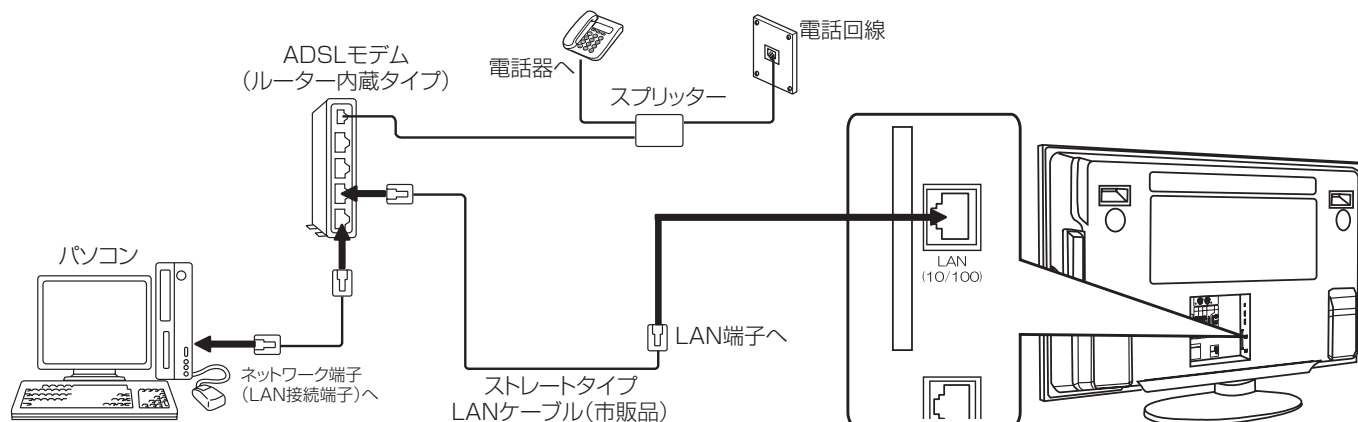 電話回線
ADSLモデム
（ルーター内蔵タイプ）
電話器へ
スプリッター
パソコン
LAN
(10/100)
LAN端子へ
ネットワーク端子
（LAN接続端子）へ
ストレートタイプ
LANケーブル（市販品）